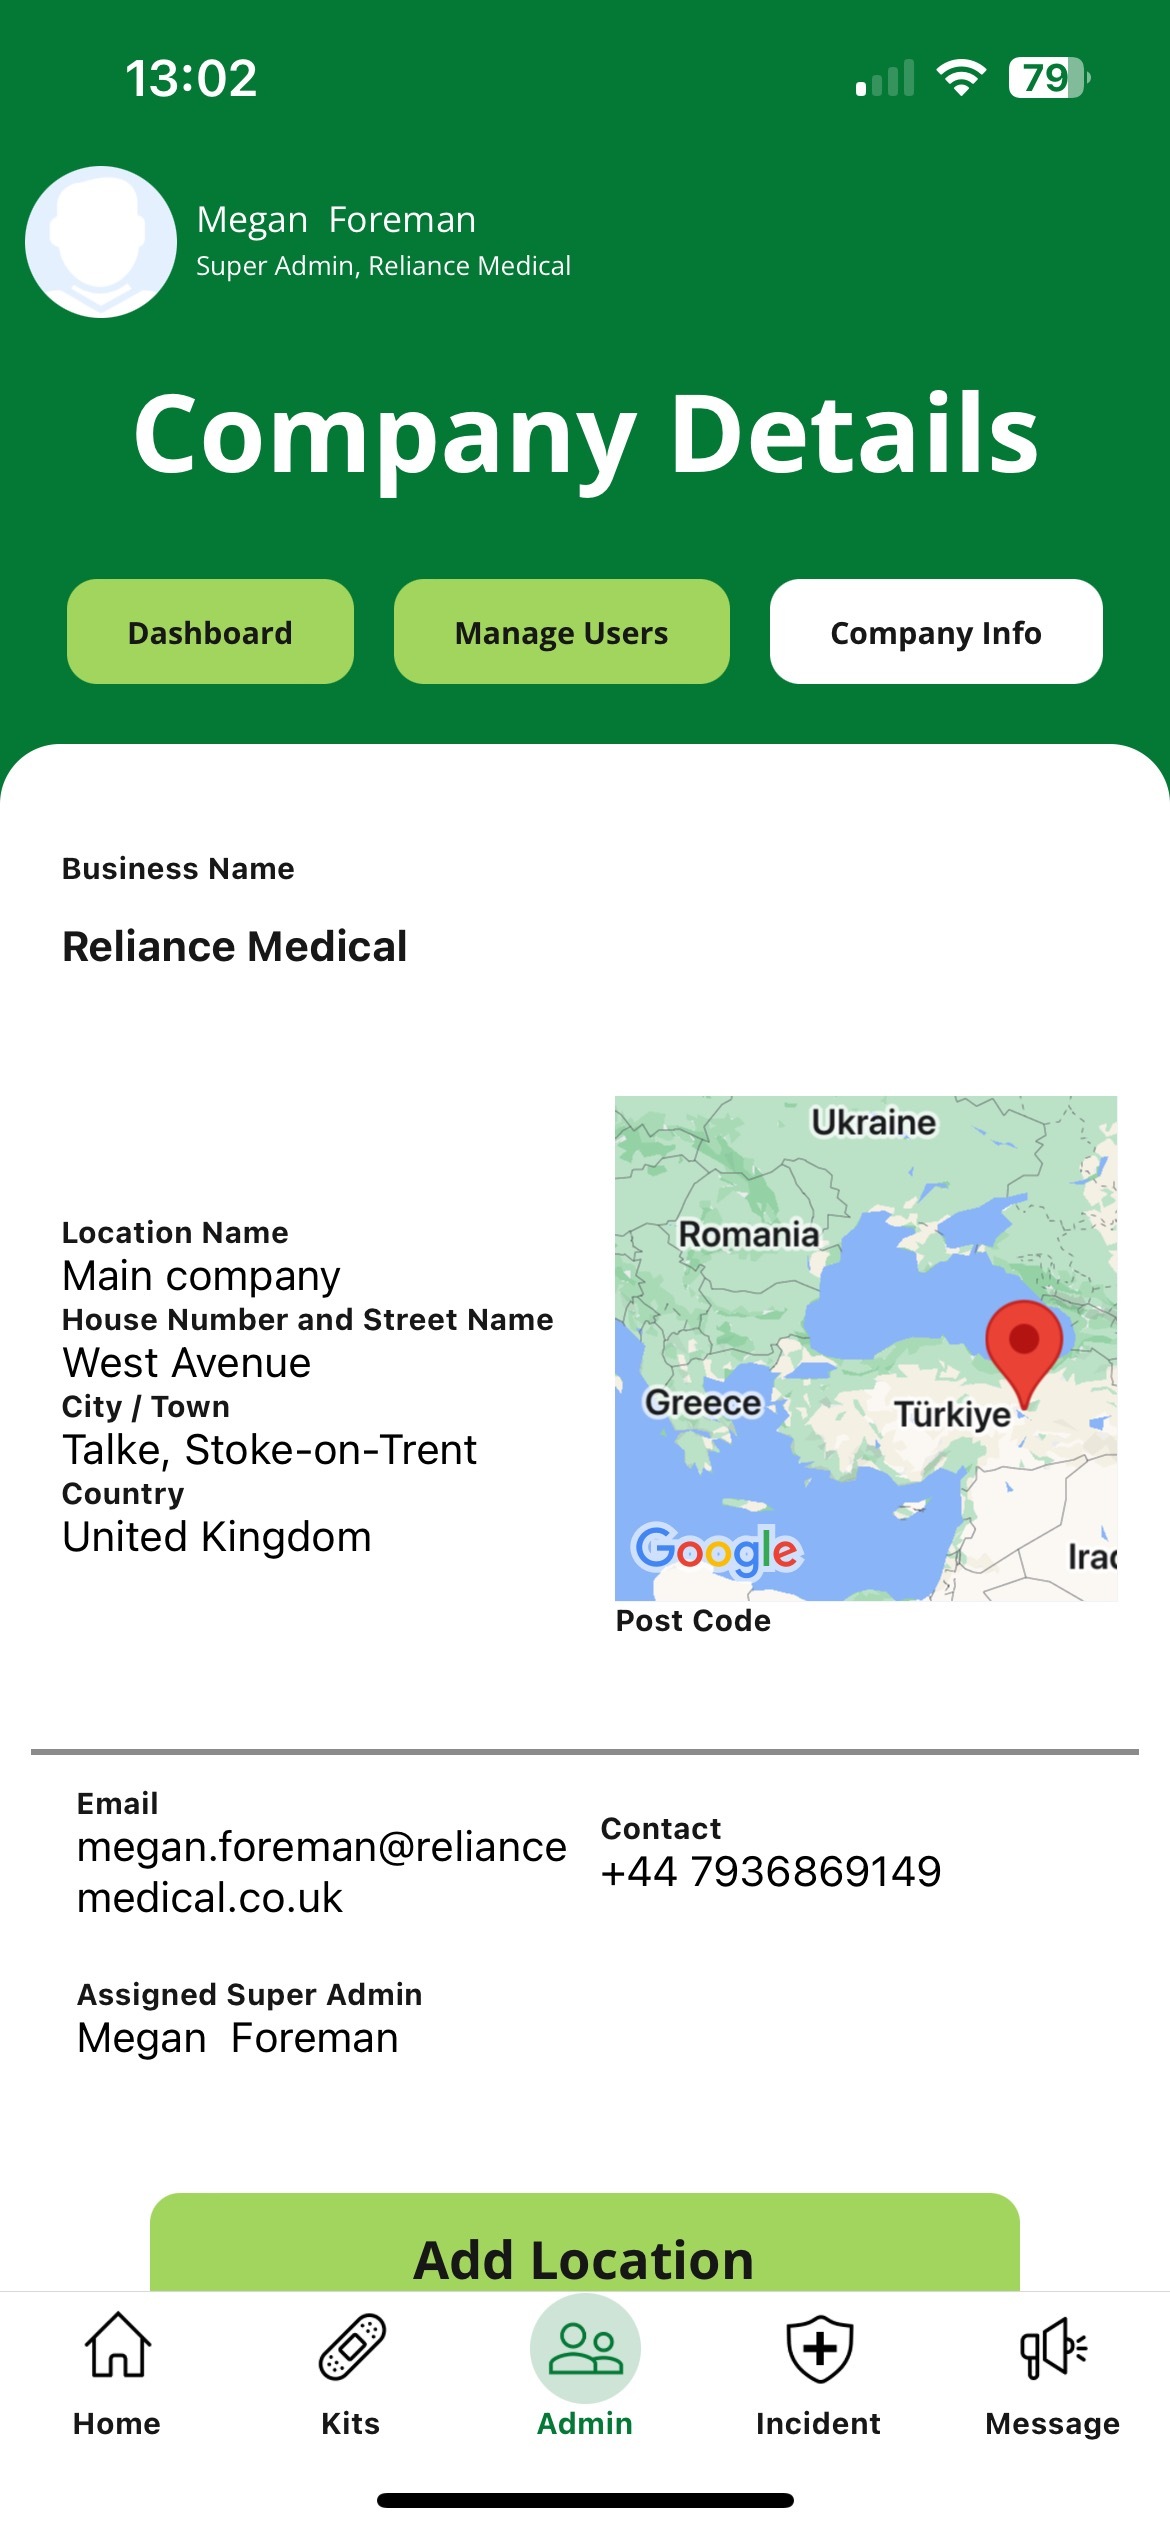 13:02
79
Megan  Foreman
Super Admin, Reliance Medical
Company Details
Dashboard
Manage Users
Company Info
Business Name
Reliance Medical
Location Name
Main company
House Number and Street Name
West Avenue
City / Town
Talke, Stoke-on-Trent
Country
United Kingdom
Ukraine
Romania
Greece
Türkiye
Google
Post Code
Email
megan.foreman@reliance
medical.co.uk
Contact
+44 7936869149
Assigned Super Admin
Megan  Foreman
Add Location
Home
Kits
Admin
Incident
Message